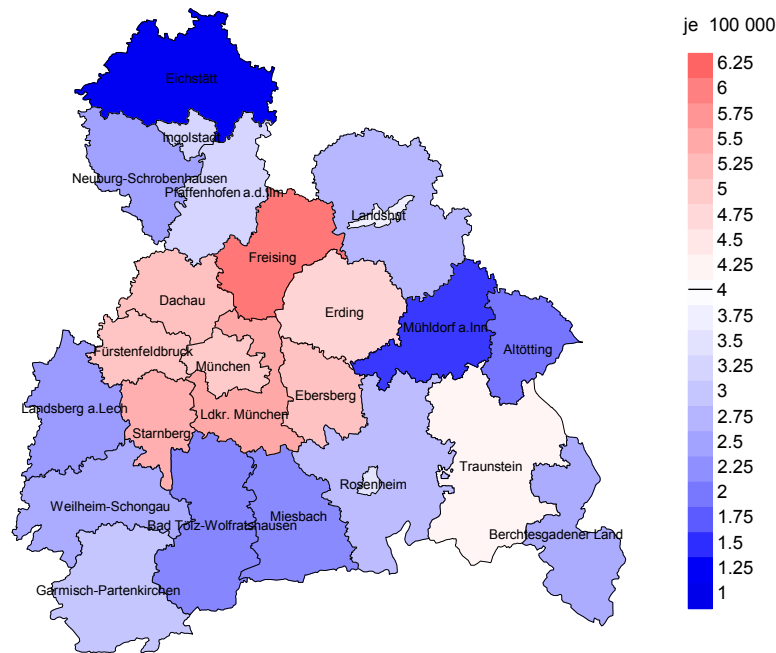 je 100 000
6.25
6
5.75
5.5
5.25
5
4.75
4.5
4.25
4
3.75
3.5
3.25
3
2.75
2.5
2.25
2
1.75
1.5
1.25
1
Eichstätt
Ingolstadt
Neuburg-Schrobenhausen
Pfaffenhofen a.d.Ilm
Landshut
Freising
Dachau
Erding
Mühldorf a.Inn
Altötting
Fürstenfeldbruck
München
Ebersberg
Landsberg a.Lech
Ldkr. München
Starnberg
Traunstein
Rosenheim
Weilheim-Schongau
Miesbach
Bad Tölz-Wolfratshausen
Berchtesgadener Land
Garmisch-Partenkirchen